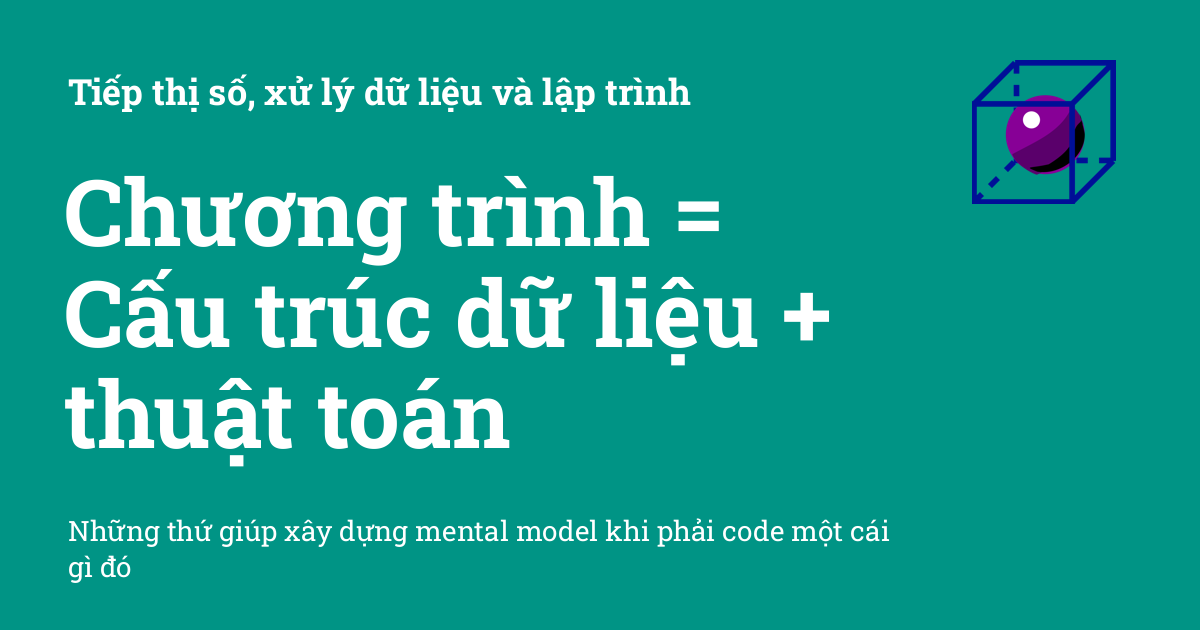 Tiếp thị số, xử lý dữ liệu và lập trình
Chương trình =
Cấu trúc dữ liệu +
thuật toán
Những thứ giúp xây dựng mental model khi phải code một cái
gì đó